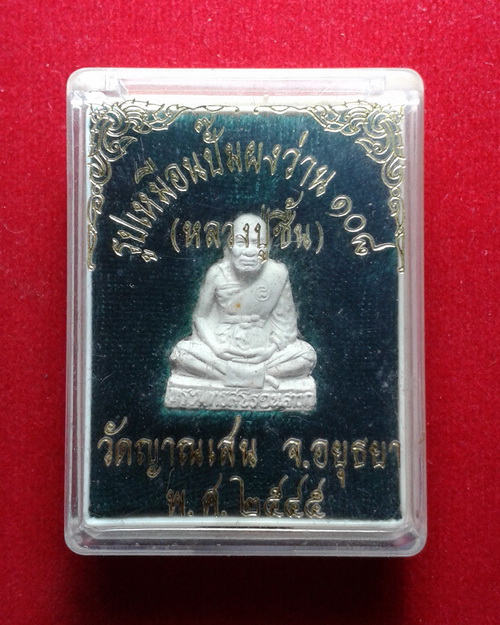 รูปเหมือนปั๊มผงว่าน ๑๐๘
(หลวงปู่ชื้น)
วัดญาณเสน จ.อยุธยา
พ.ศ.๒๕๔๕